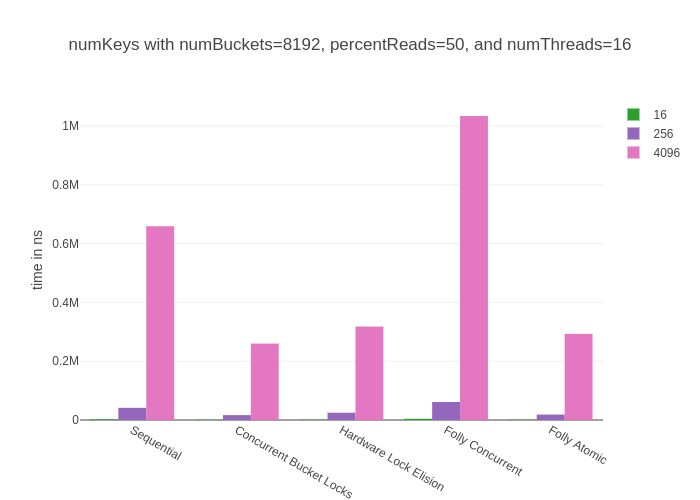 numKeys with numBuckets=8192, percentReads=50, and numThreads=16
16
256
4096
time in ns
1M
0.8M
0.6M
0.4M
0.2M
0
Sequential
Concurrent Bucket Locks
Hardware Lock Elision
Folly Concurrent
Folly Atomic